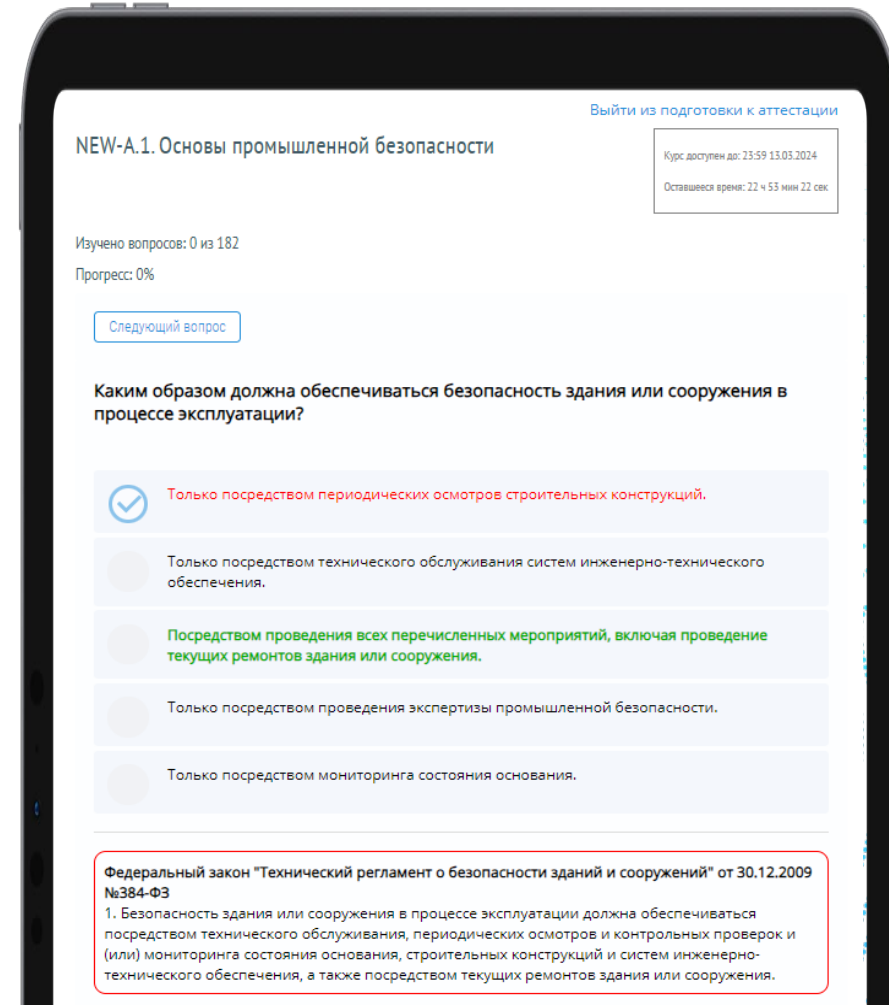 Выйти из подготовки к аттестации
NEW-А.1. Основы промышленной безопасности
Курс доступен до: 23:59 13.03.2024
Оставшееся время: 22 ч 53 мин 22 сек
Изучено вопросов: 0 из 182
Прогресс: 0%
Следующий вопрос
Каким образом должна обеспечиваться безопасность здания или сооружения в
процессе эксплуатации?
Только посредством периодических осмотров строительных конструкций.
Только посредством технического обслуживания систем инженерно-технического
обеспечения.
Посредством проведения всех перечисленных мероприятий, включая проведение
текущих ремонтов здания или сооружения.
Только посредством проведения экспертизы промышленной безопасности.
Только посредством мониторинга состояния основания.
Федеральный закон "Технический регламент о безопасности зданий и сооружений" от 30.12.2009
№384-ФЗ
1. Безопасность здания или сооружения в процессе эксплуатации должна обеспечиваться
посредством технического обслуживания, периодических осмотров и контрольных проверок и
(или) мониторинга состояния основания, строительных конструкций и систем инженерно-
технического обеспечения, а также посредством текущих ремонтов здания или сооружения.